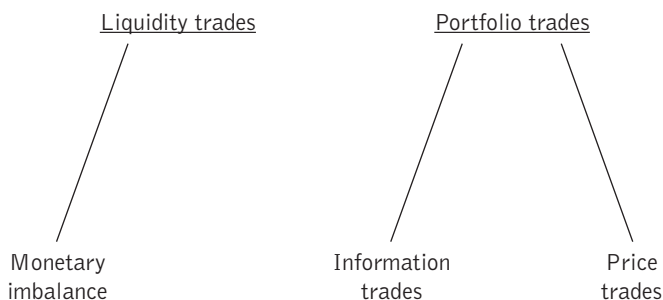 Liquidity trades
Portfolio trades
Monetary
imbalance
Information
trades
Price
trades